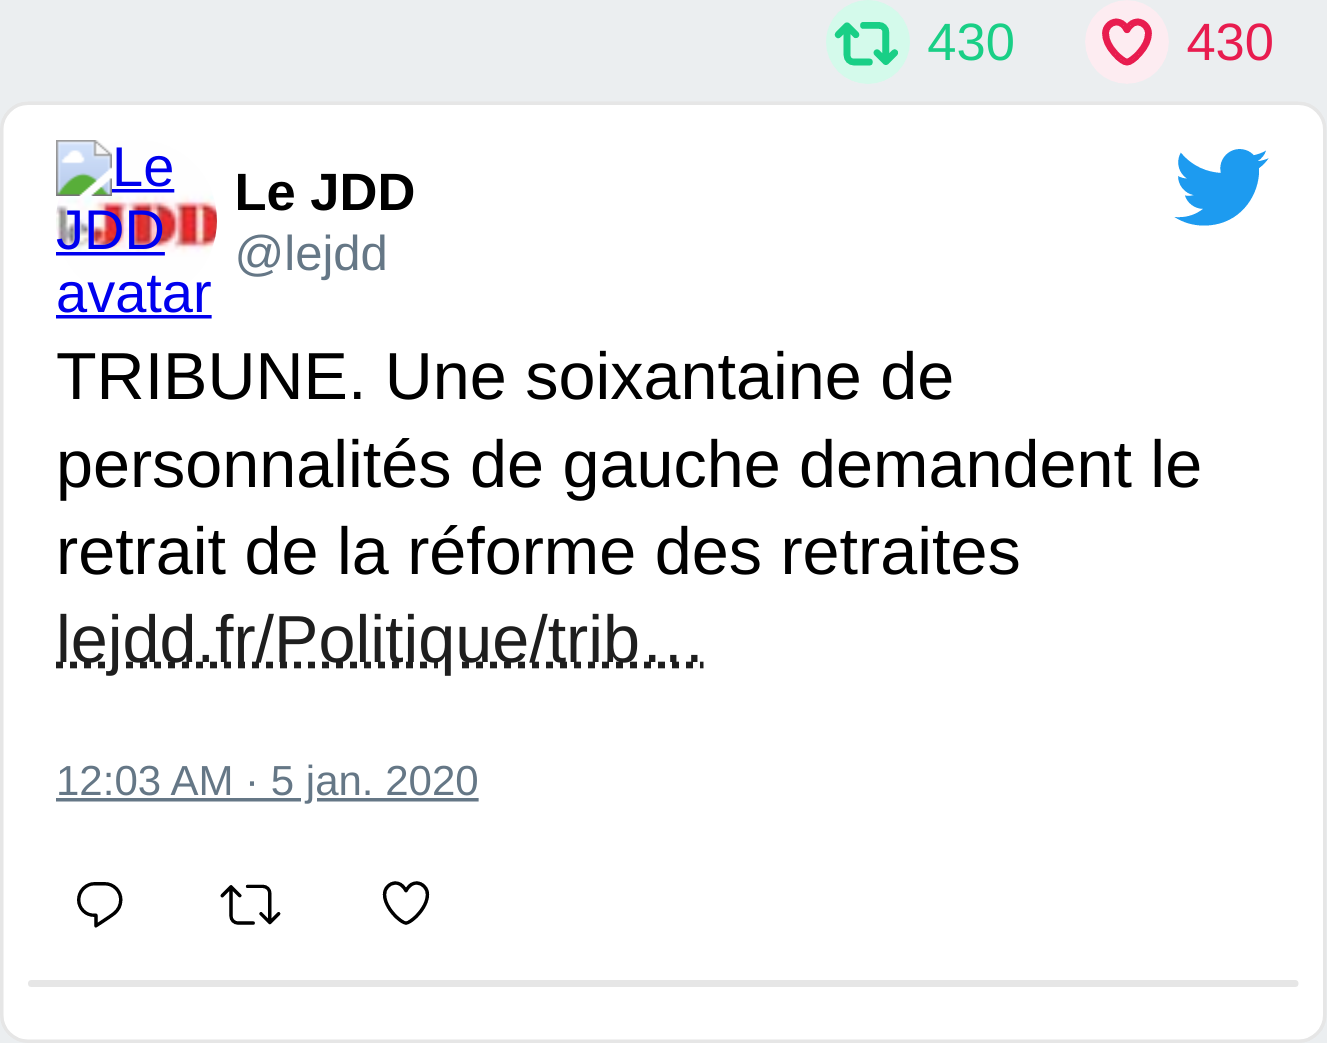 430 430
Le
JDD
avatar
Le JDD
@lejdd
TRIBUNE. Une soixantaine de
personnalités de gauche demandent le
retrait de la réforme des retraites
lejdd.fr/Politique/trib…
12:03 AM · 5 jan. 2020